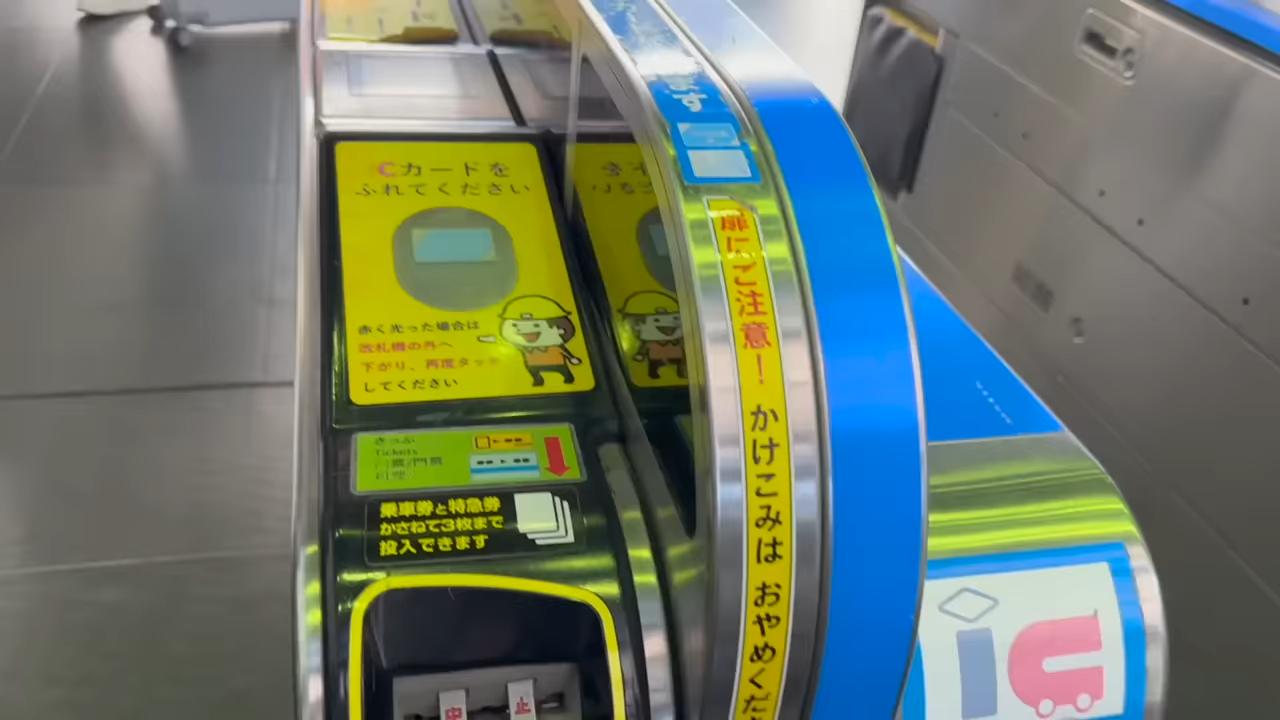 Cカードを
ふれてください
赤く光った場合は
改札機の外へ
下がり、再度タッチ
してください
きっぷ
Tickets
乗車券と特急券
かさねて3枚まで
投入できます
中止
ます
扉にご注意！かけこみは おやめくだ